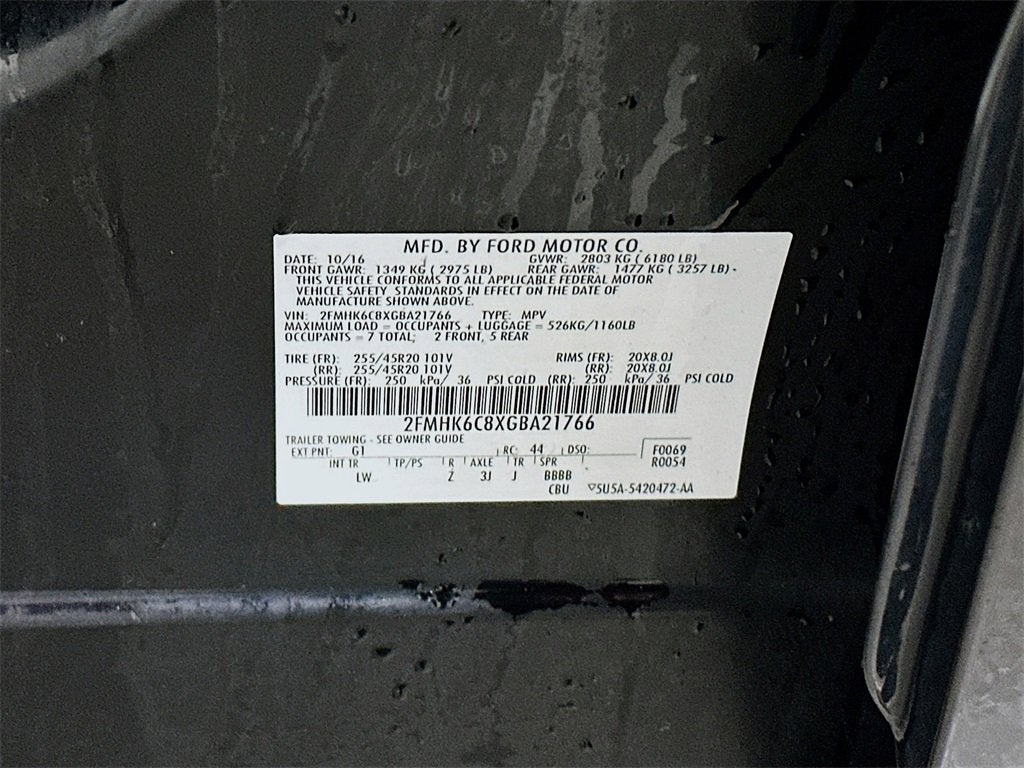 MFD. BY FORD MOTOR CO.
DATE: 10/16 GVWR: 2803 KG ( 6180 LB)
FRONT GAWR: 1349 KG ( 2975 LB) REAR GAWR: 1477 KG ( 3257 LB)
THIS VEHICLE CONFORMS TO ALL APPLICABLE FEDERAL MOTOR
VEHICLE SAFETY STANDARDS IN EFFECT ON THE DATE OF
MANUFACTURE SHOWN ABOVE.
VIN: 2FMHK6C8XGBA21766 TYPE: MPV
MAXIMUM LOAD = OCCUPANTS + LUGGAGE = 526KG/1160LB
OCCUPANTS = 7 TOTAL; 2 FRONT, 5 REAR
TIRE (FR): 255/45R20 101V RIMS (FR): 20X8.0J
(RR): 255/45R20 101V (RR): 20X8.0J
PRESSURE (FR): 250 kPa/ 36 PSI COLD (RR): 250 kPa/ 36 PSI COLD
2FMHK6C8XGBA21766
TRAILER TOWING - SEE OWNER GUIDE
EXT PNT: G1 RC: 44 DSO: F0069
INT TR TP/PS R AXLE TR SPR R0054
LW Z 3J J BBBB
CBU ▽5U5A-5420472-AA